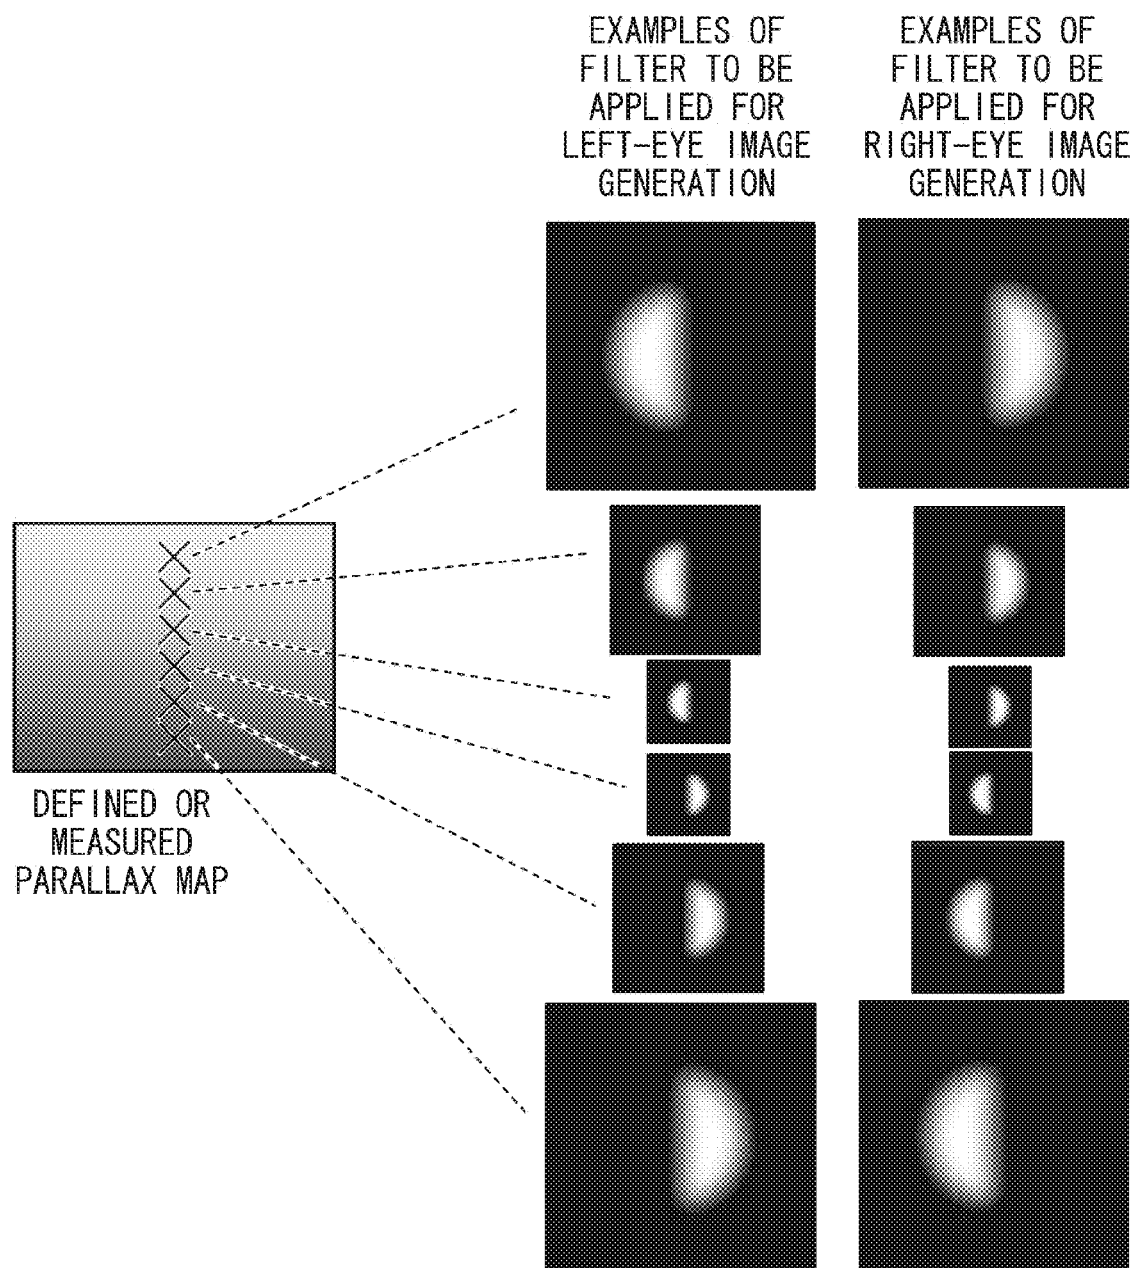 EXAMPLES OF
FILTER TO BE
APPLIED FOR
LEFT-EYE IMAGE
GENERATION
EXAMPLES OF
FILTER TO BE
APPLIED FOR
RIGHT-EYE IMAGE
GENERATION
DEFINED OR
MEASURED
PARALLAX MAP